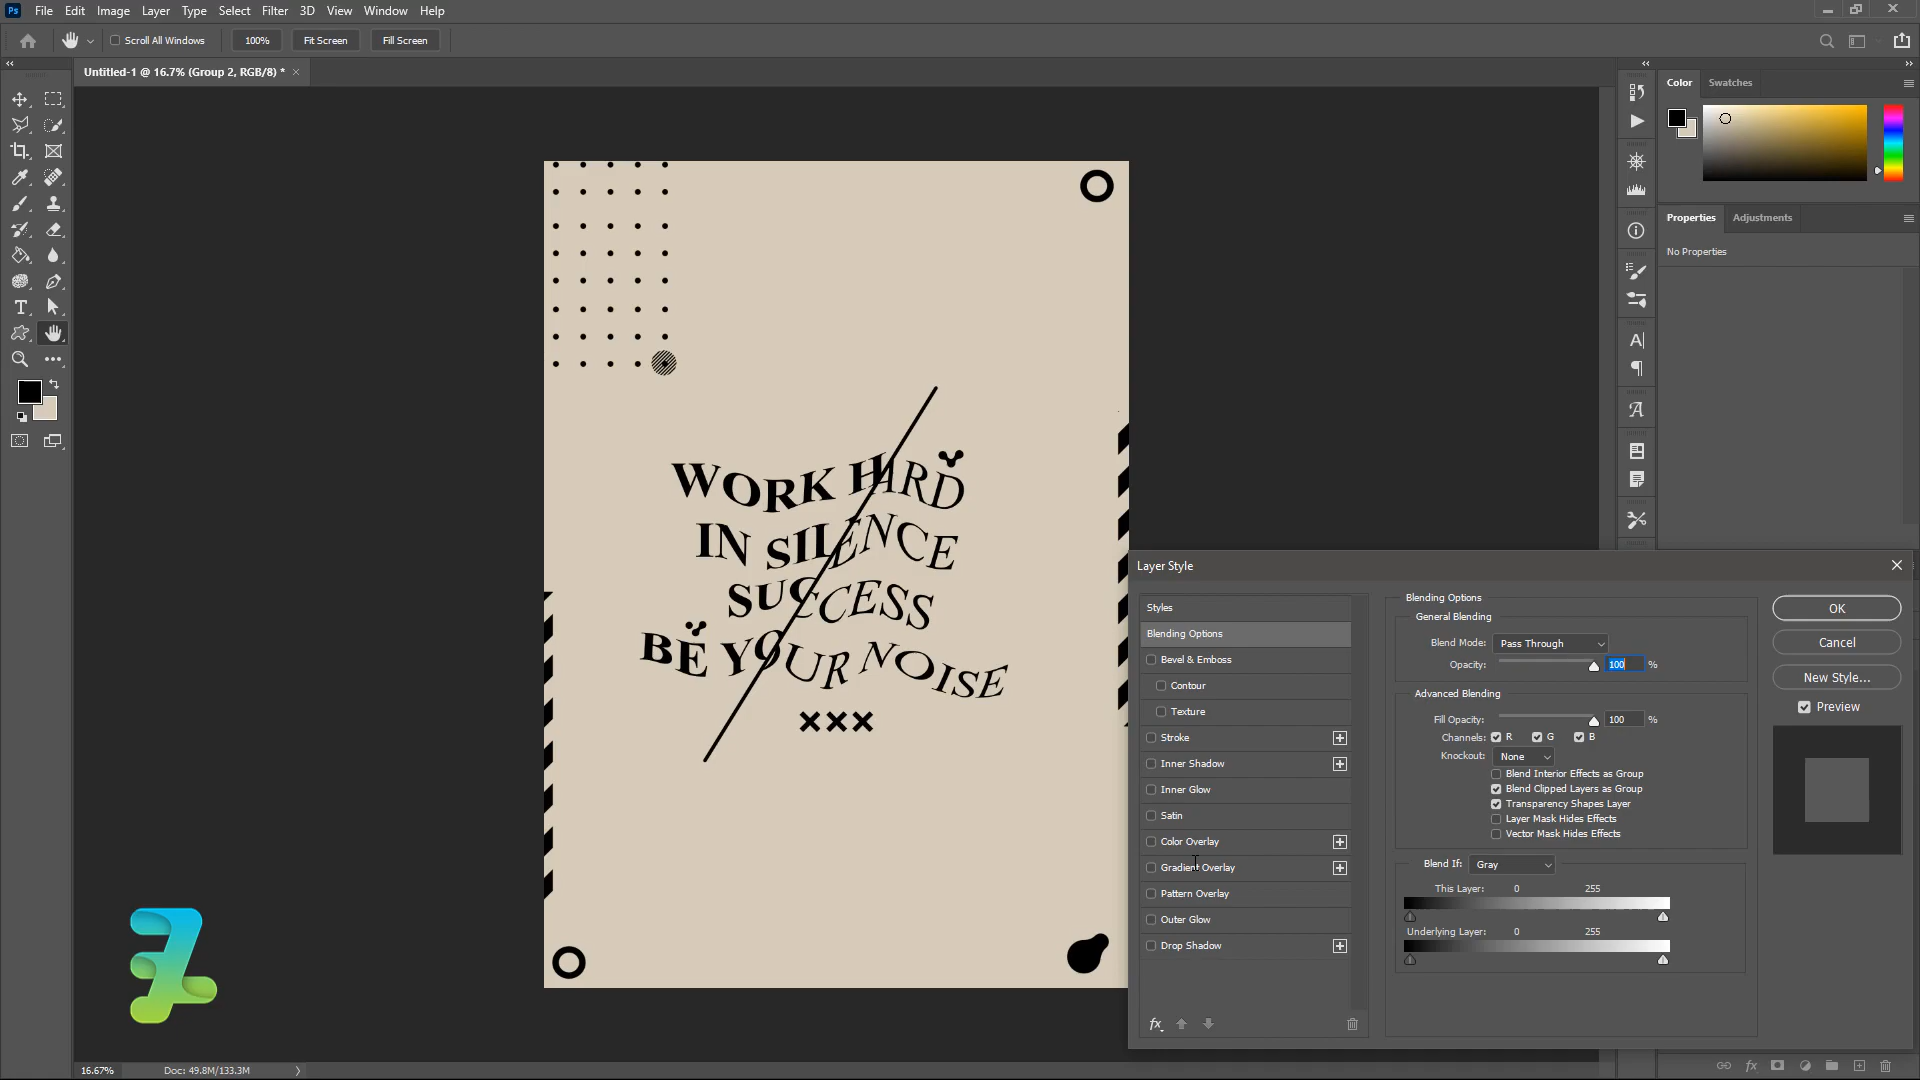 Ps File Edit Image Layer Type Select Filter 3D View Window Help
Scroll All Windows 100% Fit Screen Fill Screen
Untitled-1 @ 16.7% (Group 2, RGB/8) *
Color Swatches
Properties Adjustments
No Properties
WORK HARD
IN SILENCE
SUCCESS
BE YOUR NOISE
Layer Style
Styles
Blending Options
Bevel & Emboss
Contour
Texture
Stroke
Inner Shadow
Inner Glow
Satin
Color Overlay
Gradient Overlay
Pattern Overlay
Outer Glow
Drop Shadow
fx
Blending Options
General Blending
Blend Mode: Pass Through
Opacity: 100 %
Advanced Blending
Fill Opacity: 100 %
Channels: R G B
Knockout: None
Blend Interior Effects as Group
Blend Clipped Layers as Group
Transparency Shapes Layer
Layer Mask Hides Effects
Vector Mask Hides Effects
Blend If: Gray
This Layer: 0 255
Underlying Layer: 0 255
OK
Cancel
New Style...
Preview
16.67% Doc: 49.8M/133.3M
fx